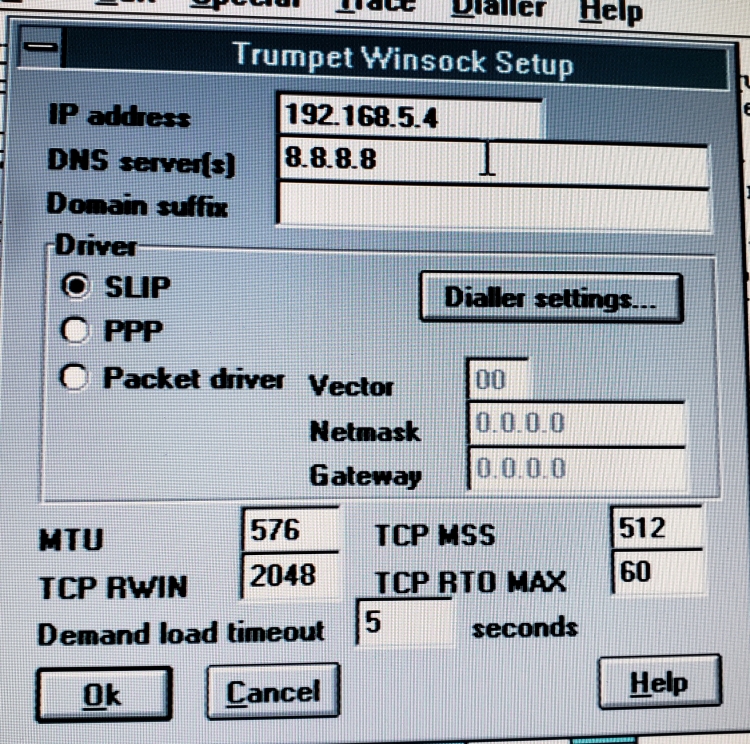 Special Trace Dialler Help
Trumpet Winsock Setup
IP address 192.168.5.4
DNS server(s) 8.8.8.8
Domain suffix
Driver
SLIP
Dialler settings...
PPP
Packet driver Vector 00
Netmask 0.0.0.0
Gateway 0.0.0.0
MTU 576 TCP MSS 512
TCP RWIN 2048 TCP RTO MAX 60
Demand load timeout 5 seconds
Ok Cancel Help